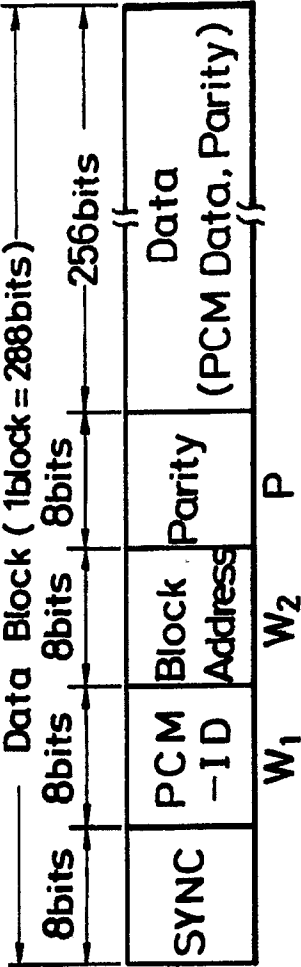 Data Block (1block=288bits)
8bits 8bits 8bits 8bits 256bits
SYNC
PCM
-ID
Block
Address
Parity
Data
(PCM Data, Parity)
W1 W2 P